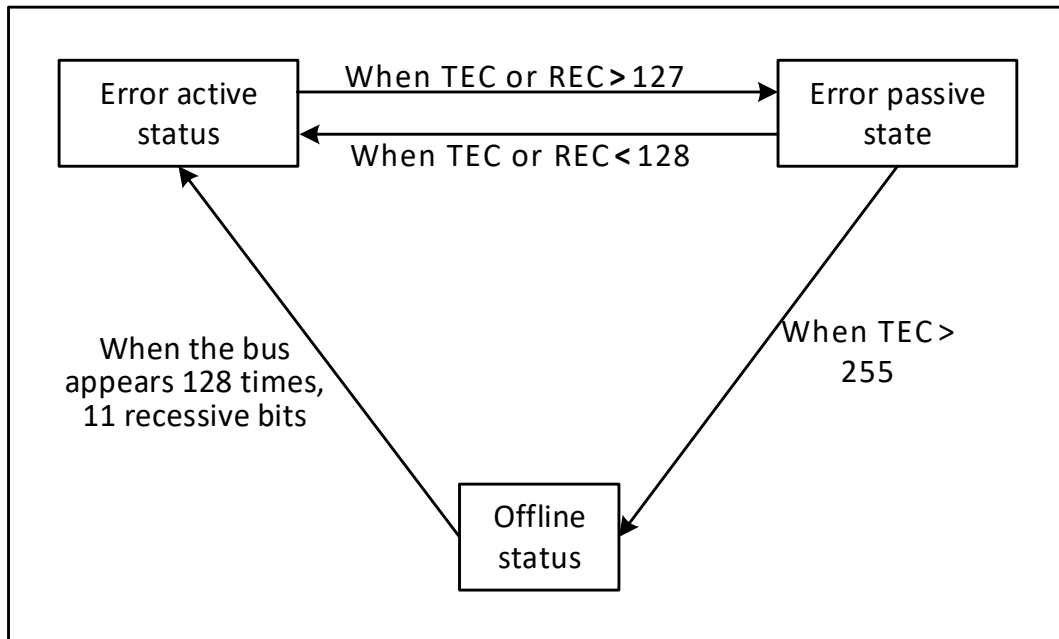 Error active
status
When TEC or REC>127
When TEC or REC<128
Error passive
state
When the bus
appears 128 times,
11 recessive bits
When TEC>
255
Offline
status